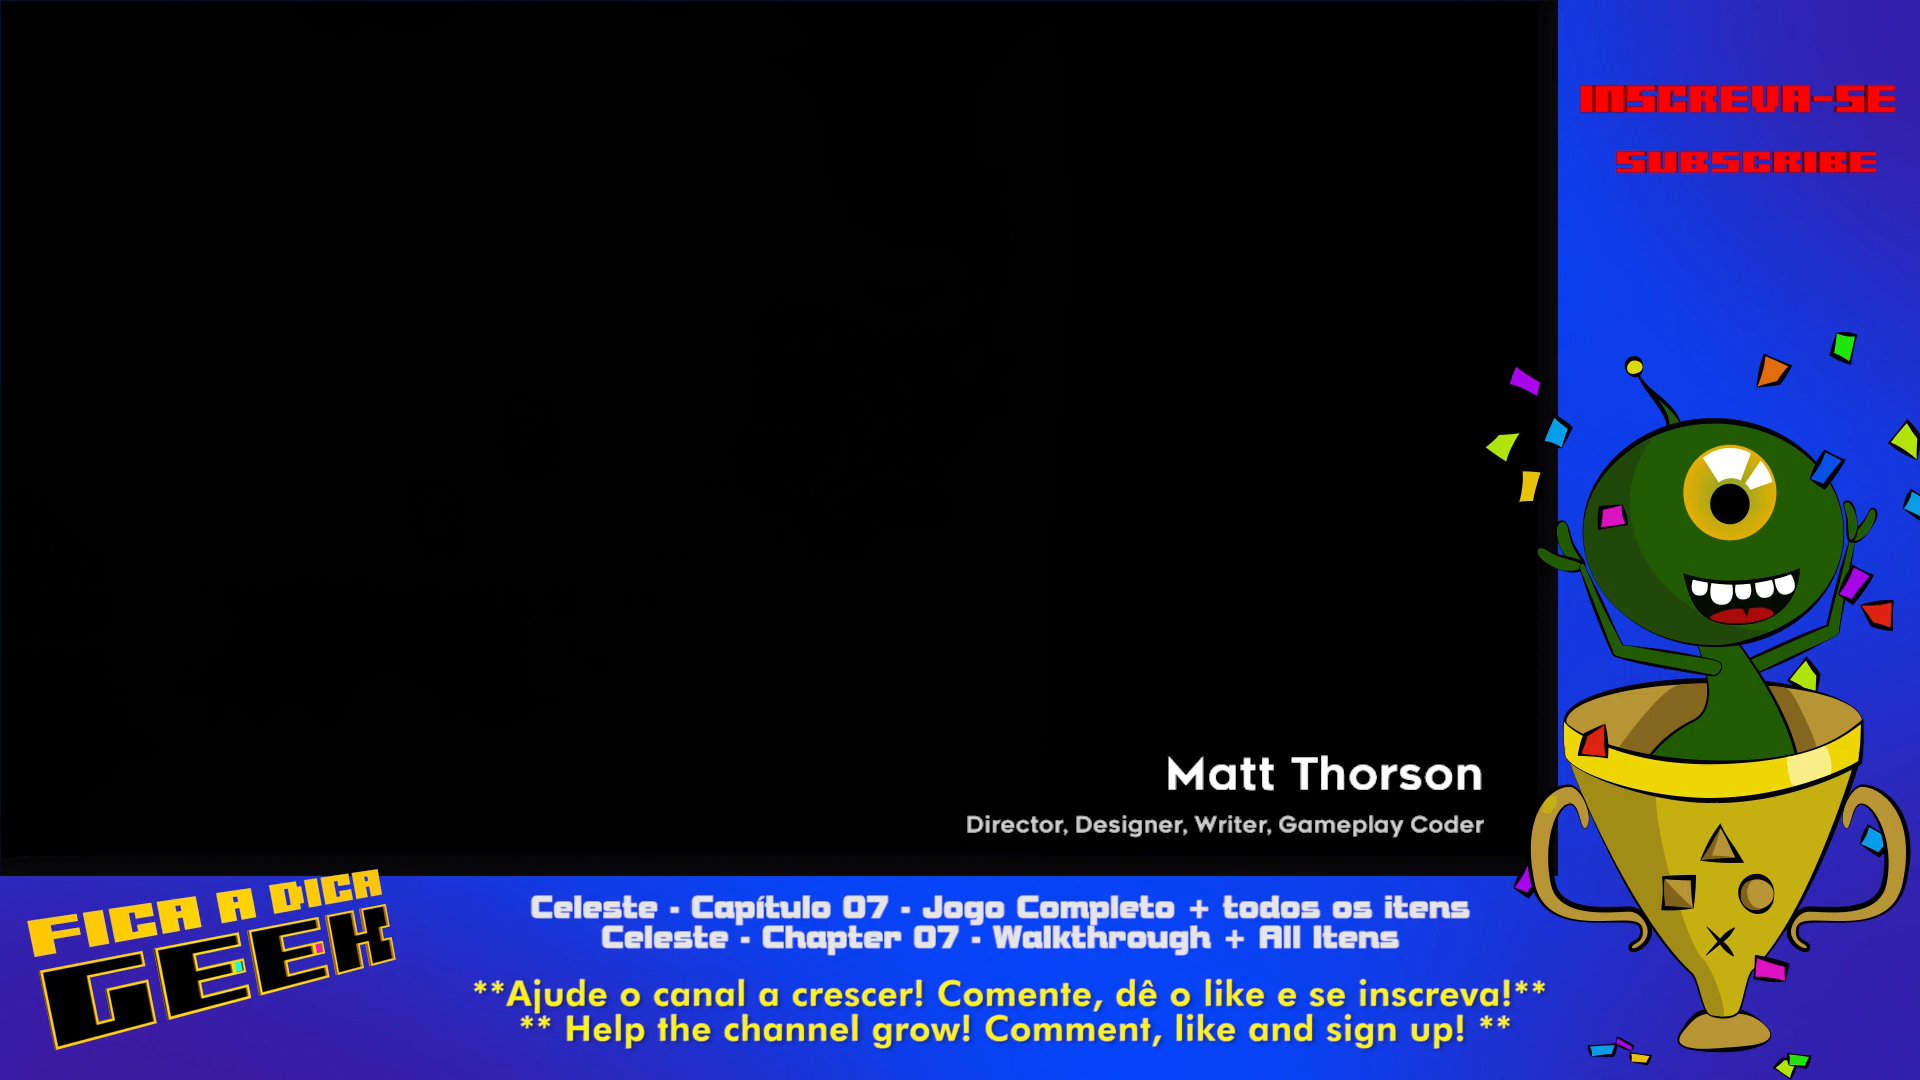 INSCREVA-SE
SUBSCRIBE
Matt Thorson
Director, Designer, Writer, Gameplay Coder
FICA A DICA
GEEK
Celeste - Capítulo 07 - Jogo Completo + todos os itens
Celeste - Chapter 07 - Walkthrough + All Itens
**Ajude o canal a crescer! Comente, dê o like e se inscreva!**
** Help the channel grow! Comment, like and sign up! **